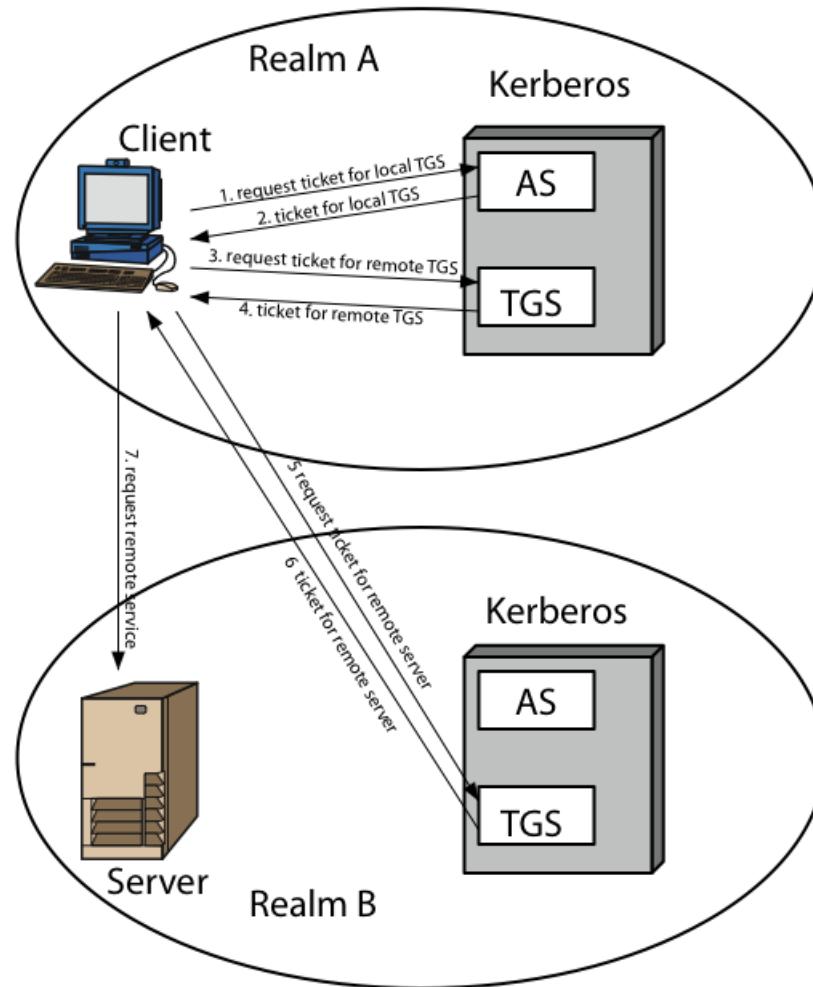 Realm A
Kerberos
Client
AS
1. request ticket for local TGS
2. ticket for local TGS
3. request ticket for remote TGS
TGS
4. ticket for remote TGS
5 request ticket for remote server
6 ticket for remote server
7. request remote service
Kerberos
AS
TGS
Server
Realm B